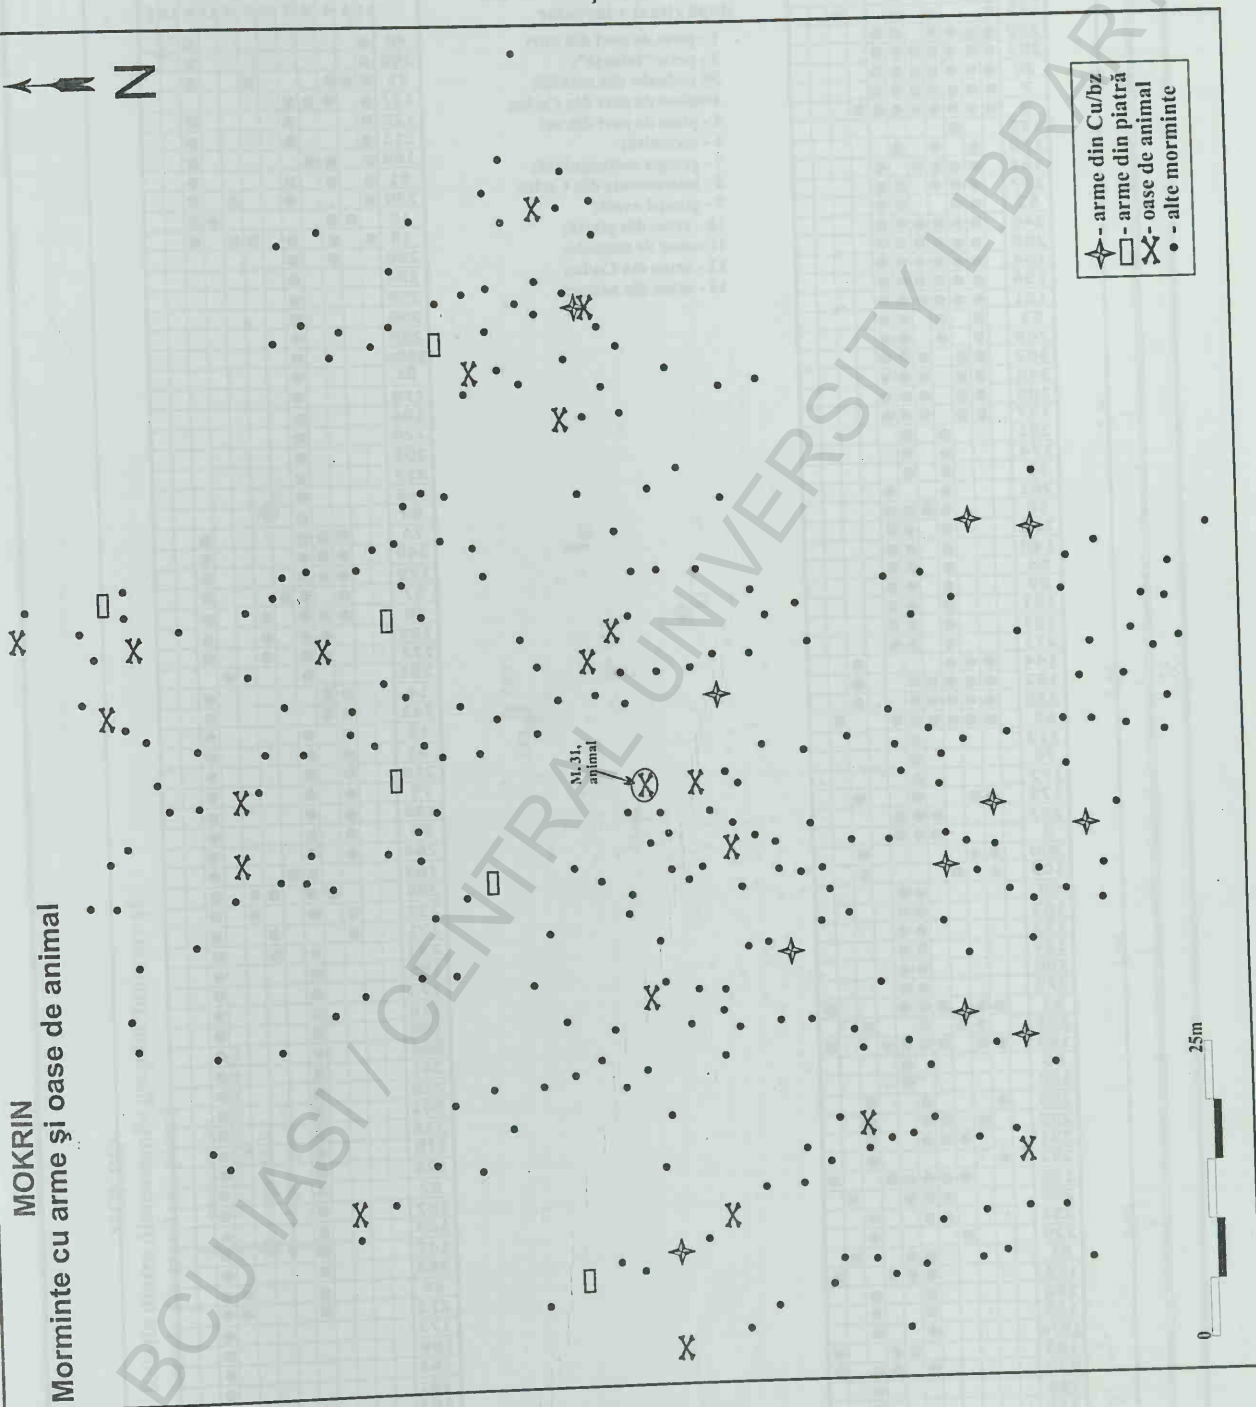 MOKRIN
Morminte cu arme şi oase de animal
N
M. 31,
animal
- arme din Cu/bz
- arme din piatră
- oase de animal
- alte morminte
0
25m
BCU IASI / CENTRAL UNIVERSITY LIBRARY